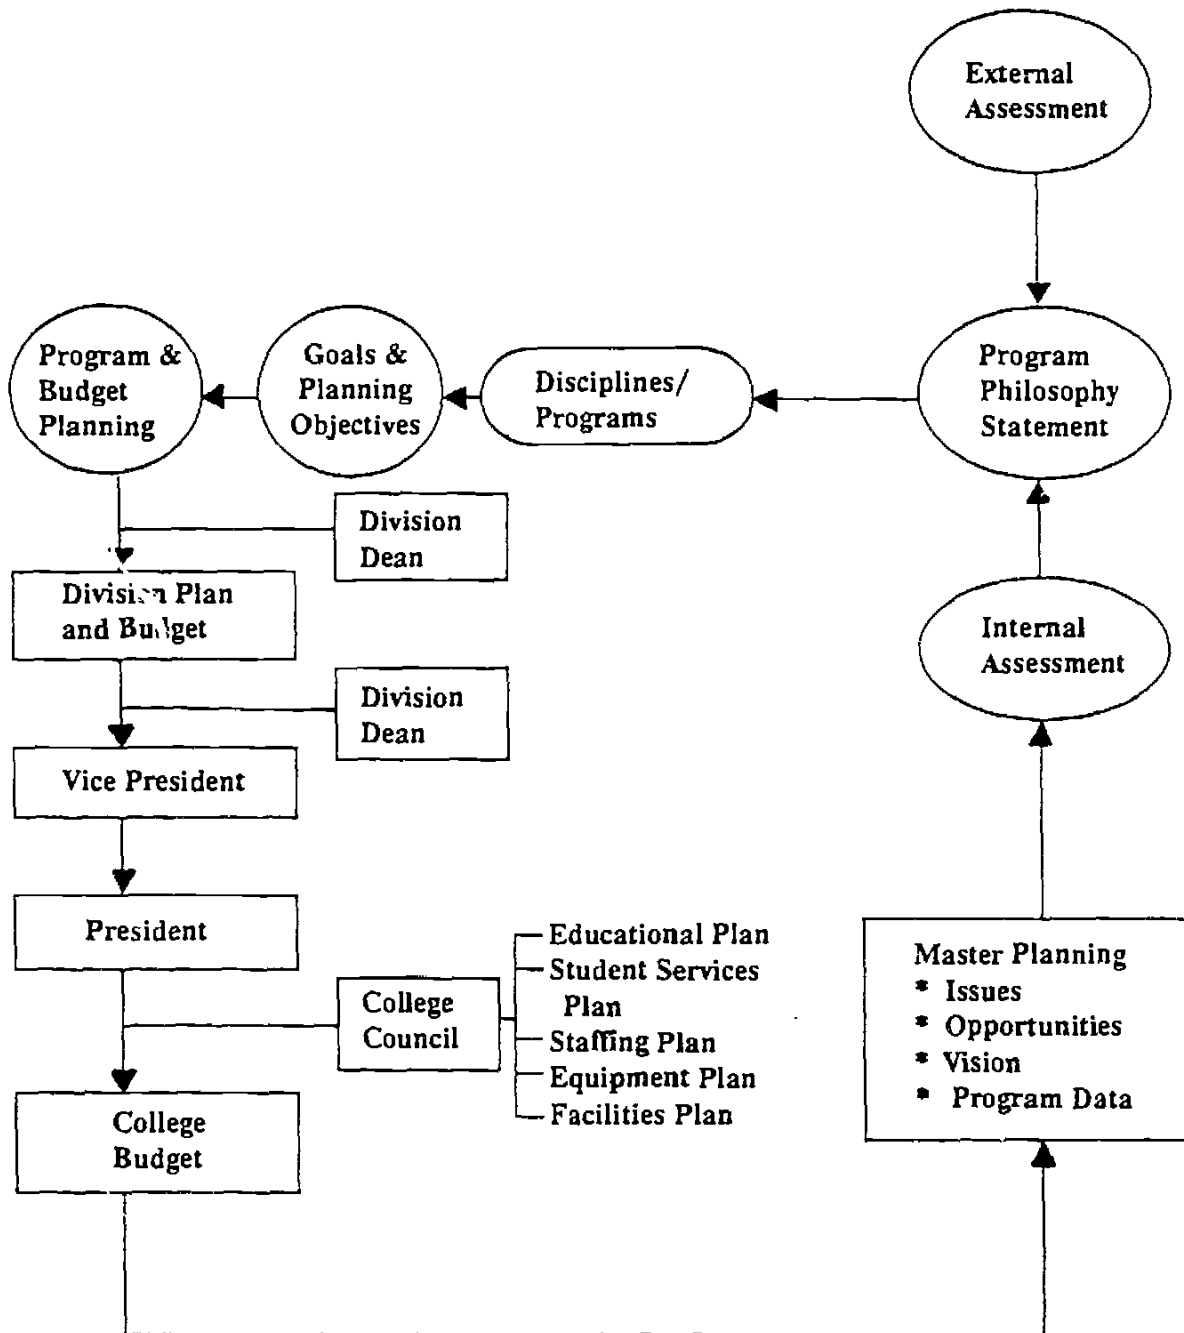 External
Assessment
Program &
Budget
Planning
Goals &
Planning
Objectives
Disciplines/
Programs
Program
Philosophy
Statement
Division
Dean
Division Plan
and Budget
Internal
Assessment
Division
Dean
Vice President
President
College
Council
Educational Plan
Student Services
Plan
Staffing Plan
Equipment Plan
Facilities Plan
Master Planning
* Issues
* Opportunities
* Vision
* Program Data
College
Budget